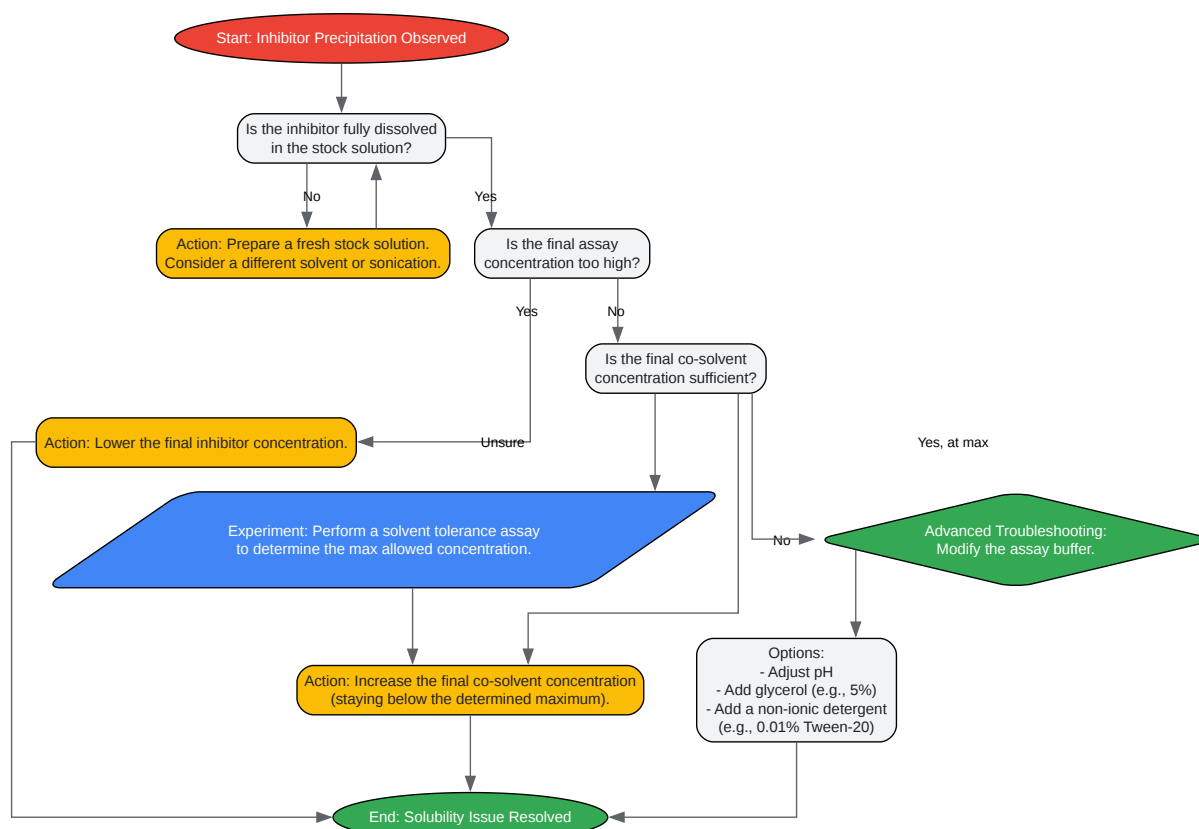 Start: Inhibitor Precipitation Observed
Is the inhibitor fully dissolved
in the stock solution?
No
Yes
Action: Prepare a fresh stock solution.
Consider a different solvent or sonication.
Is the final assay
concentration too high?
Yes
No
Is the final co-solvent
concentration sufficient?
Action: Lower the final inhibitor concentration.
Unsure
Yes, at max
Experiment: Perform a solvent tolerance assay
to determine the max allowed concentration.
No
Advanced Troubleshooting:
Modify the assay buffer.
Options:
- Adjust pH
- Add glycerol (e.g., 5%)
- Add a non-ionic detergent
(e.g., 0.01% Tween-20)
Action: Increase the final co-solvent concentration
(staying below the determined maximum).
End: Solubility Issue Resolved